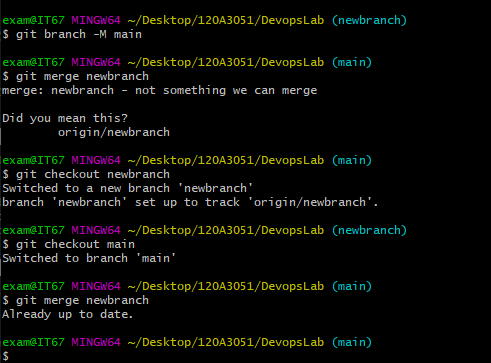 exam@IT67 MINGW64 ~/Desktop/120A3051/DevopsLab (newbranch)
$ git branch -M main
exam@IT67 MINGW64 ~/Desktop/120A3051/DevopsLab (main)
$ git merge newbranch
merge: newbranch - not something we can merge
Did you mean this?
        origin/newbranch
exam@IT67 MINGW64 ~/Desktop/120A3051/DevopsLab (main)
$ git checkout newbranch
Switched to a new branch 'newbranch'
branch 'newbranch' set up to track 'origin/newbranch'.
exam@IT67 MINGW64 ~/Desktop/120A3051/DevopsLab (newbranch)
$ git checkout main
Switched to branch 'main'
exam@IT67 MINGW64 ~/Desktop/120A3051/DevopsLab (main)
$ git merge newbranch
Already up to date.
exam@IT67 MINGW64 ~/Desktop/120A3051/DevopsLab (main)
$